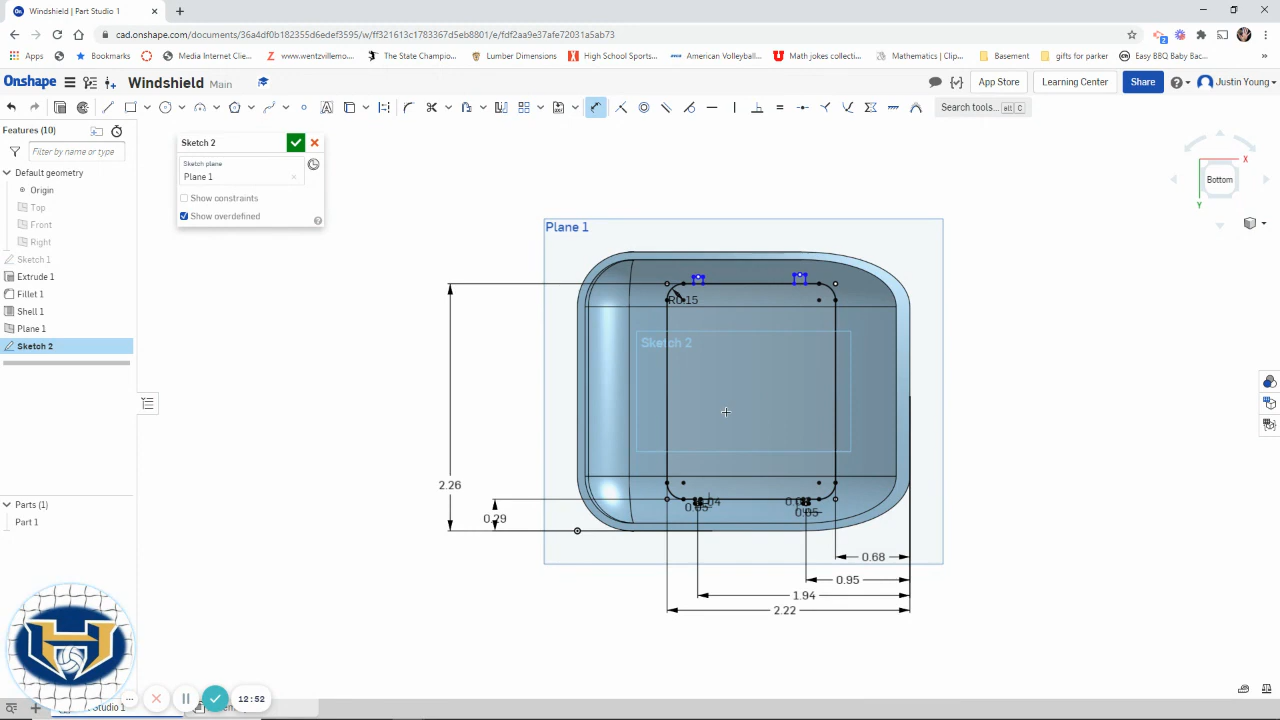 Windshield | Part Studio 1
cad.onshape.com/documents/36a4df0b182355d6edef3595/w/ff321613c1783367d5eb8801/e/fdf2aa9e37afe72031a5ab73
Apps
Bookmarks
Media Center Clie...
www.wentzvillemo...
The State Champio...
Lumber Dimensions
High School Sports...
American Volleyball...
Math jokes collecti...
Mathematics | Clip...
Basement
gifts for parker
Easy BBQ Baby Bac...
Onshape
Windshield Main
App Store
Learning Center
Share
Justin Young
Search tools... alt C
Features (10)
Filter by name or type
Default geometry
Origin
Top
Front
Right
Sketch 1
Extrude 1
Fillet 1
Shell 1
Plane 1
Sketch 2
Parts (1)
Part 1
Sketch 2
Sketch plane
Plane 1
Show constraints
Show overdefined
Plane 1
R0.15
Sketch 2
2.26
0.29
0.05
0.05
0.68
0.95
1.94
2.22
X
Bottom
Y
12:52